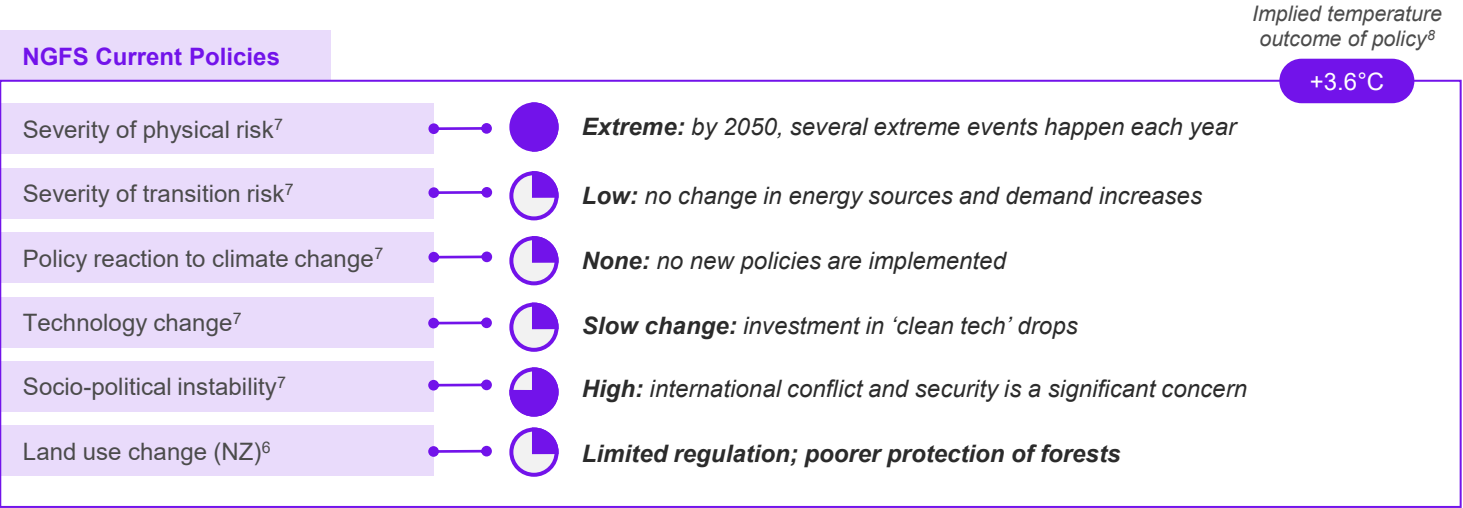 Implied temperature
outcome of policy⁸
NGFS Current Policies
+3.6°C
Severity of physical risk⁷
Extreme: by 2050, several extreme events happen each year
Severity of transition risk⁷
Low: no change in energy sources and demand increases
Policy reaction to climate change⁷
None: no new policies are implemented
Technology change⁷
Slow change: investment in ‘clean tech’ drops
Socio-political instability⁷
High: international conflict and security is a significant concern
Land use change (NZ)⁶
Limited regulation; poorer protection of forests